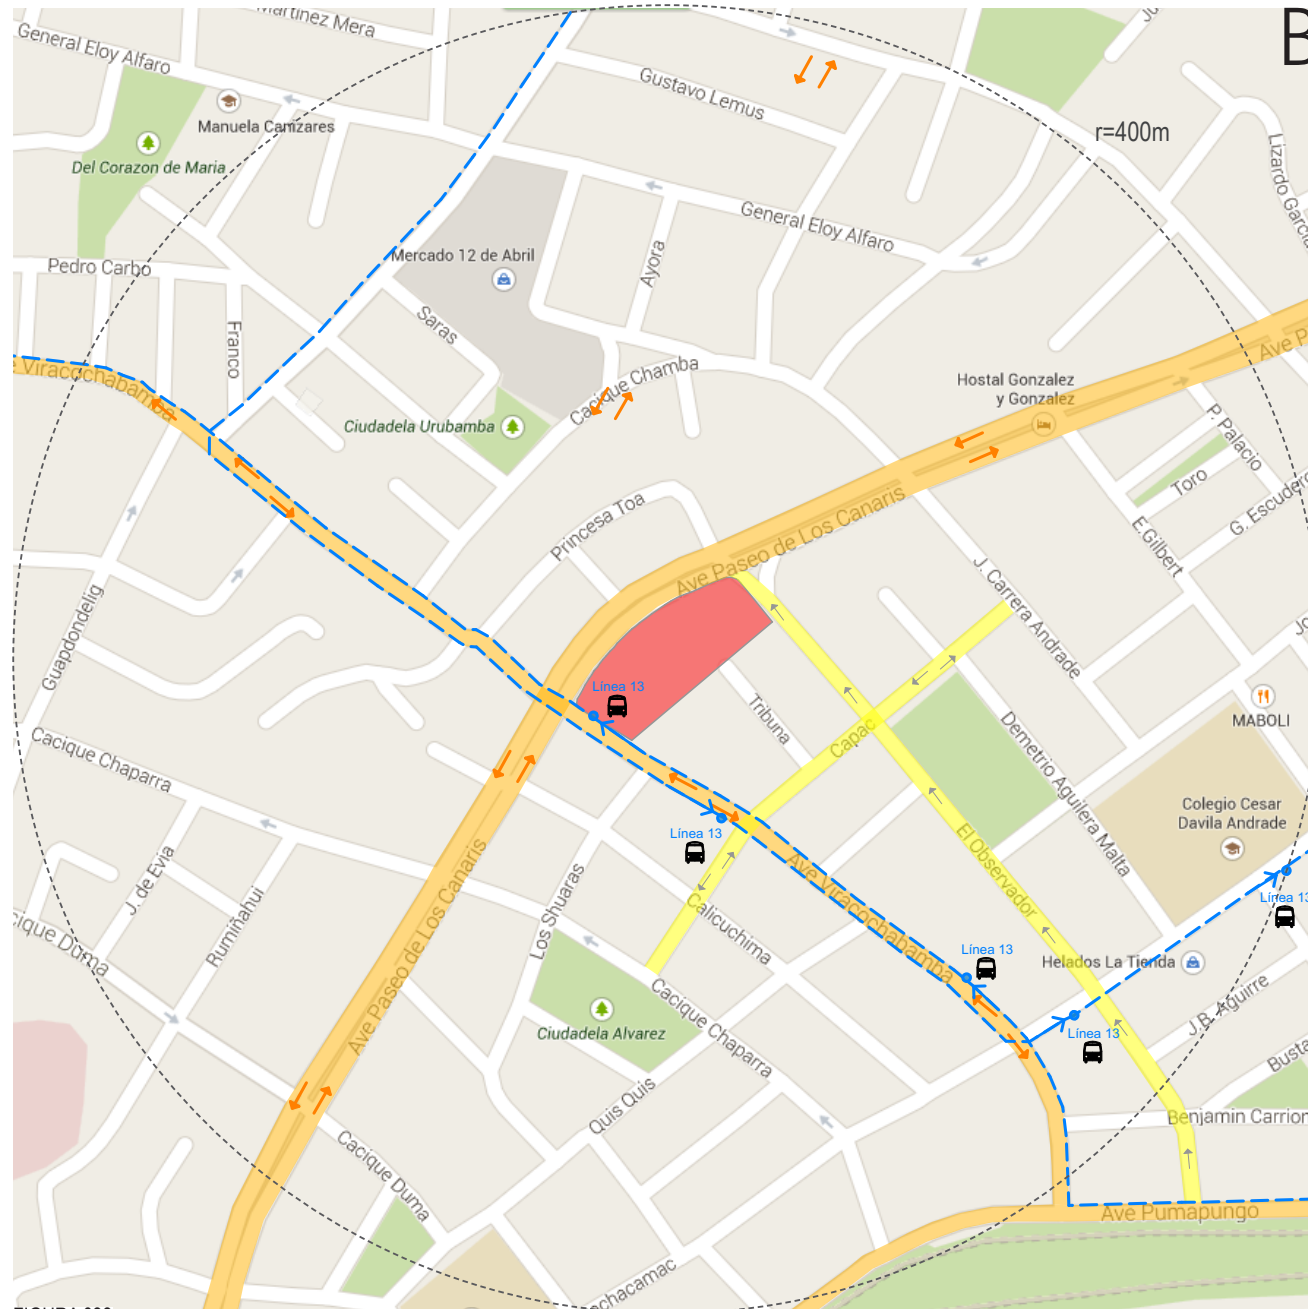 B
Martinez Mera
General Eloy Alfaro
Gustavo Lemus
r=400m
Manuela Canizares
Del Corazon de Maria
Lizardo Garcia
General Eloy Alfaro
Pedro Carbo
Mercado 12 de Abril
Ayora
Saras
Franco
Viracochabamba
Cacique Chamba
Ave P
Hostal Gonzalez
y Gonzalez
Ciudadela Urubamba
P. Palacio
Toro
G. Escudero
Princesa Toa
Ave Paseo de Los Canaris
E.Gilbert
J. Carrera Andrade
Guapdondelig
Línea 13
Tribuna
Capac
Demetrio Aguilera Malta
MABOLI
Cacique Chaparra
Colegio Cesar
Davila Andrade
Línea 13
El Observador
Ave Viracochabamba
J. de Evia
Rumiñahui
Ave Paseo de Los Canaris
Los Shuaras
Calicuchima
Línea 13
cique Duma
Línea 13
Helados La Tienda
Ciudadela Alvarez
Cacique Chaparra
Línea 13
J.B. Aguirre
Busta
Quis Quis
Benjamin Carrion
Cacique Duma
Ave Pumapungo
achacamac